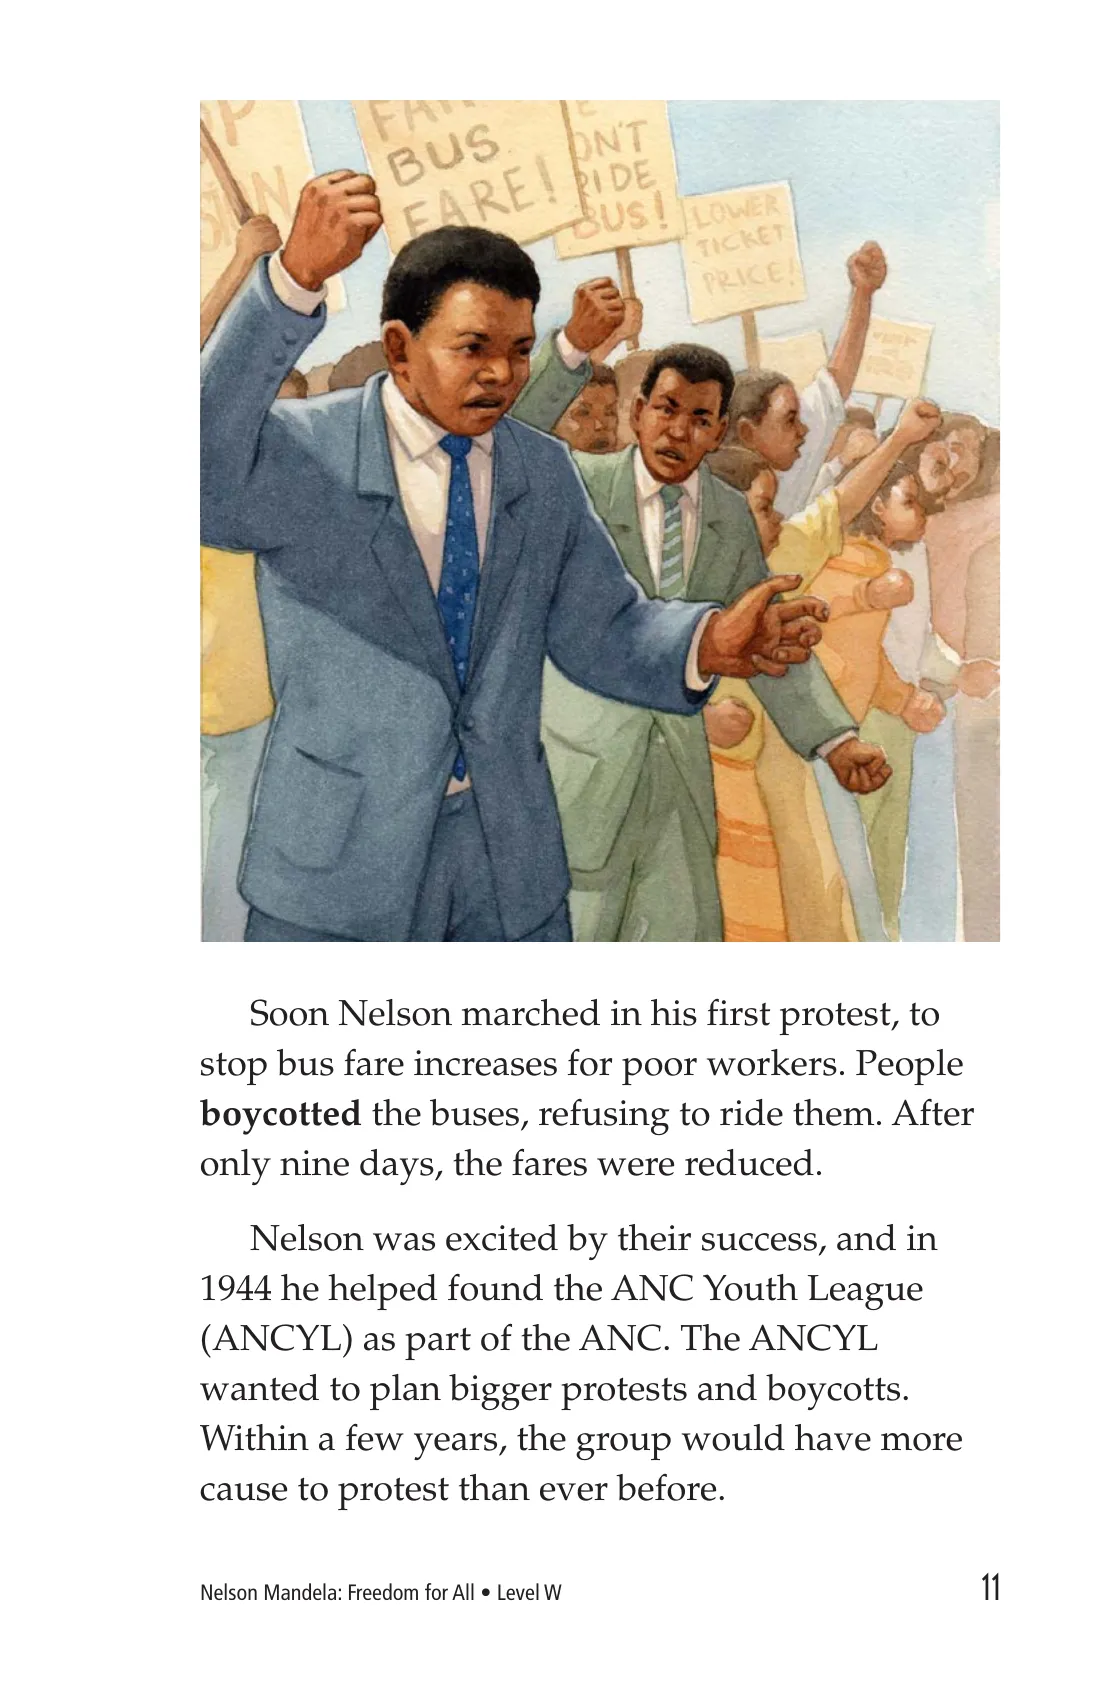 BUS
FARE!
RIDE
BUS!
LOWER
TICKET
PRICE!
Soon Nelson marched in his first protest, to
stop bus fare increases for poor workers. People
boycotted the buses, refusing to ride them. After
only nine days, the fares were reduced.
Nelson was excited by their success, and in
1944 he helped found the ANC Youth League
(ANCYL) as part of the ANC. The ANCYL
wanted to plan bigger protests and boycotts.
Within a few years, the group would have more
cause to protest than ever before.
Nelson Mandela: Freedom for All • Level W
11